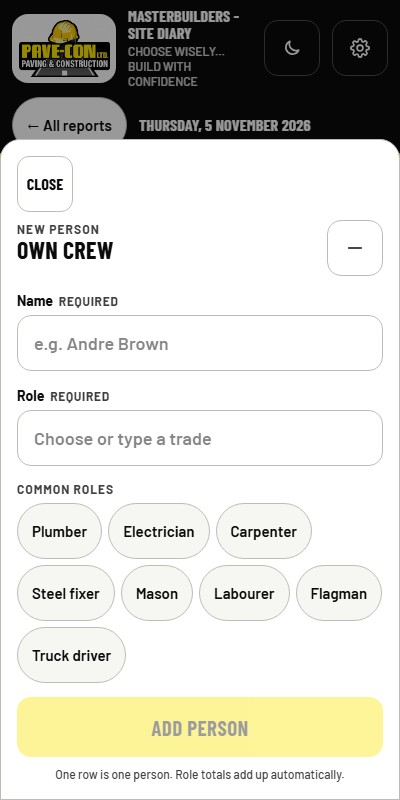 PAVE-CON LTD.
PAVING & CONSTRUCTION
MASTERBUILDERS -
SITE DIARY
CHOOSE WISELY...
BUILD WITH
CONFIDENCE
← All reports
THURSDAY, 5 NOVEMBER 2026
CLOSE
NEW PERSON
OWN CREW
Name REQUIRED
e.g. Andre Brown
Role REQUIRED
Choose or type a trade
COMMON ROLES
Plumber Electrician Carpenter
Steel fixer Mason Labourer Flagman
Truck driver
ADD PERSON
One row is one person. Role totals add up automatically.